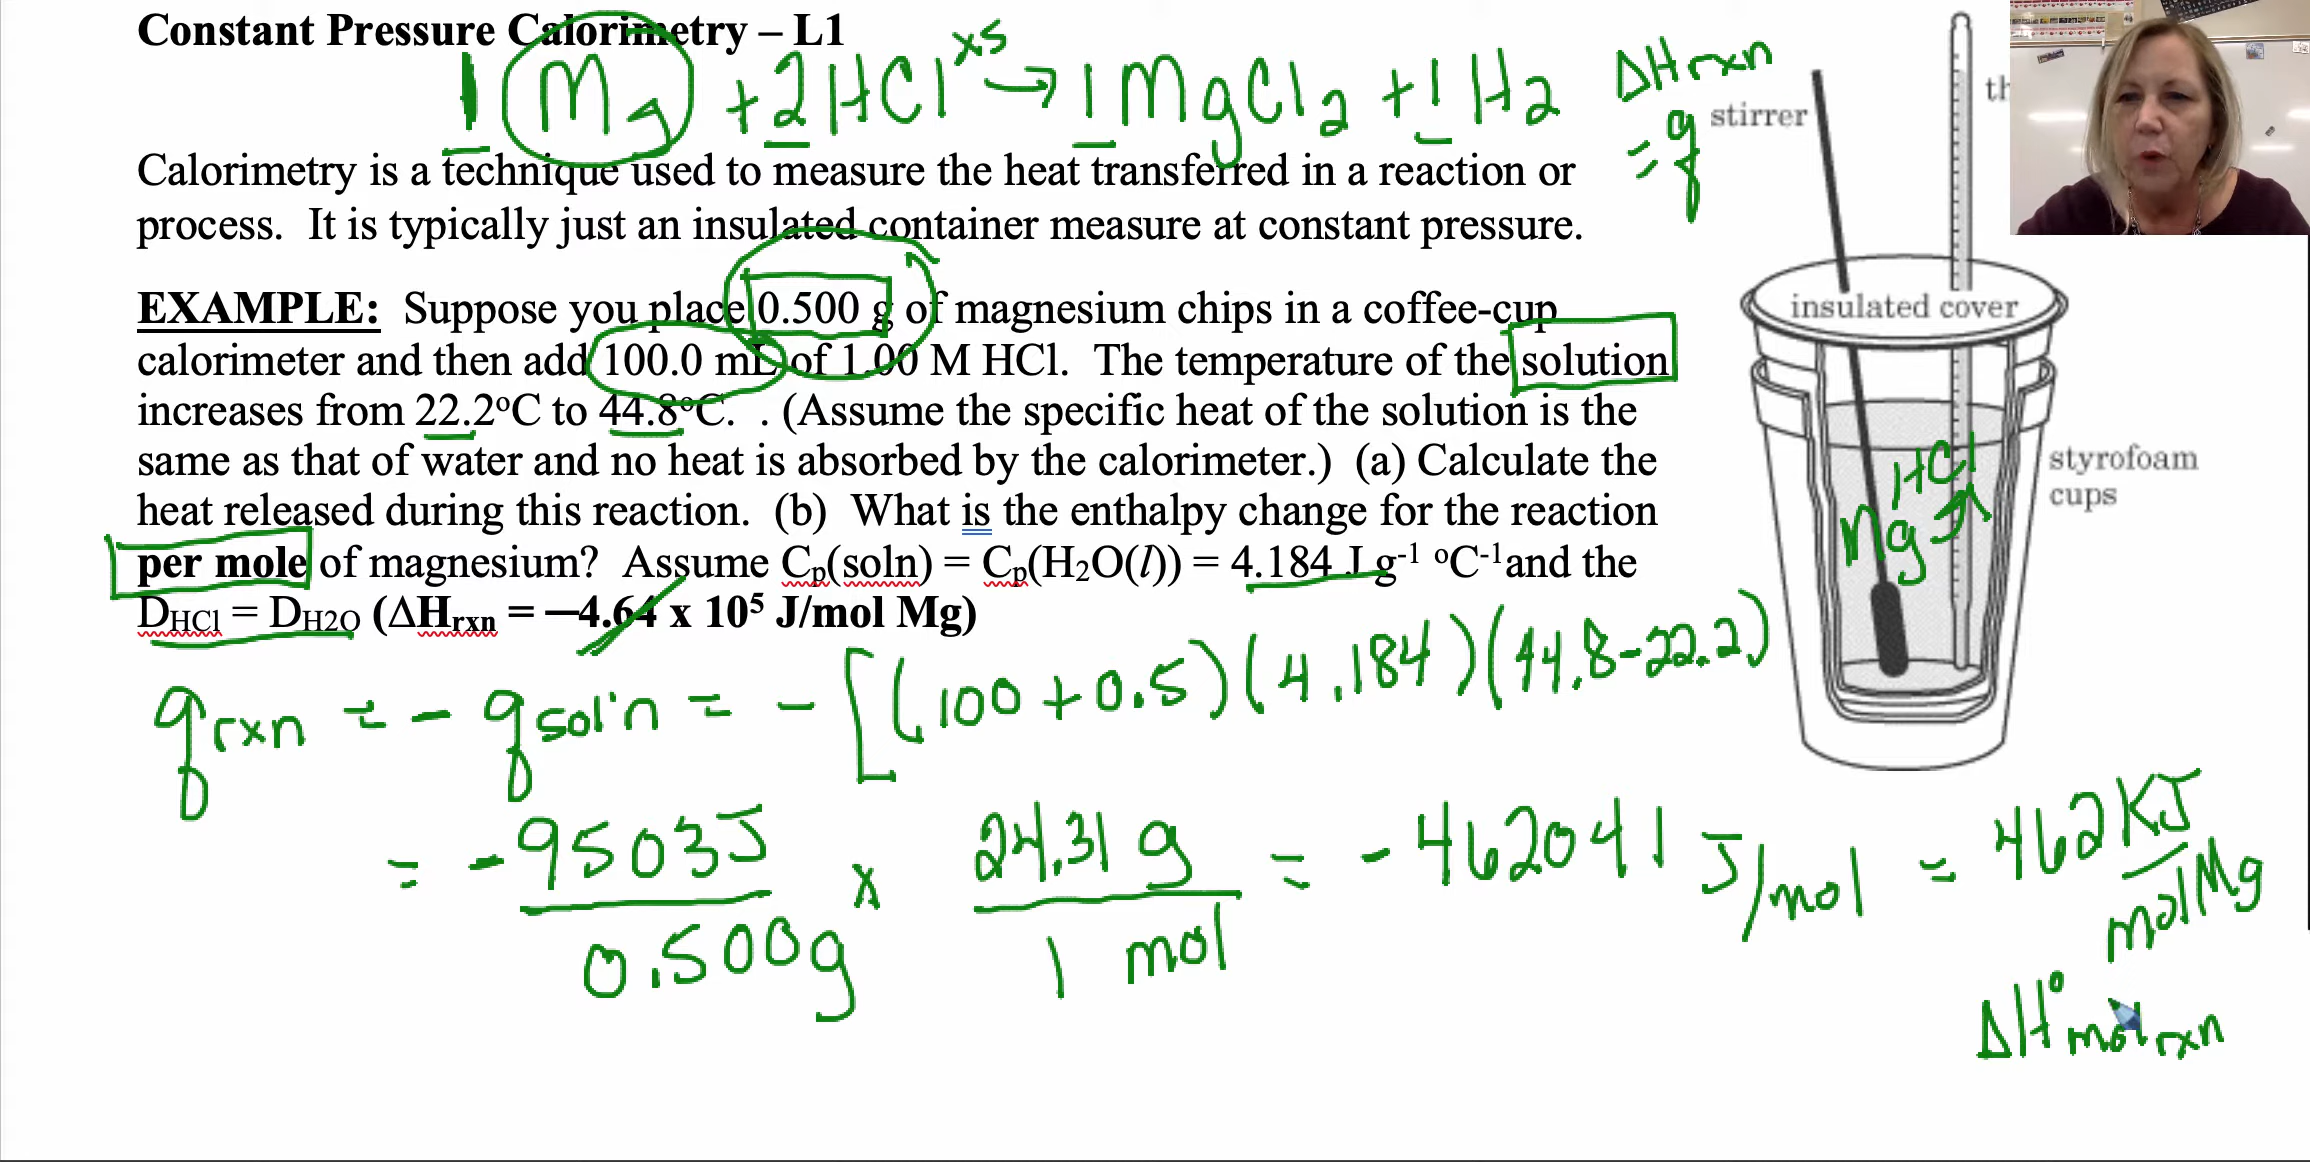 Constant Pressure Calorimetry – L1
1 Mg + 2 HCl xs → 1 MgCl2 + 1 H2
ΔHrxn
= q
stirrer
th
Calorimetry is a technique used to measure the heat transferred in a reaction or
process. It is typically just an insulated container measure at constant pressure.
EXAMPLE: Suppose you place 0.500 g of magnesium chips in a coffee-cup
calorimeter and then add 100.0 mL of 1.00 M HCl. The temperature of the solution
increases from 22.2°C to 44.8°C. . (Assume the specific heat of the solution is the
same as that of water and no heat is absorbed by the calorimeter.) (a) Calculate the
heat released during this reaction. (b) What is the enthalpy change for the reaction
per mole of magnesium? Assume Cp(soln) = Cp(H2O(l)) = 4.184 J g-1 °C-1and the
DHCl = DH2O (ΔHrxn = —4.64 x 10⁵ J/mol Mg)
insulated cover
styrofoam
cups
HCl
Mg
qrxn = - qsol'n = - [(100 + 0.5)(4.184)(44.8-22.2)
= -9503J / 0.500g x 24.31 g / 1 mol = -462041 J/mol = 462 KJ / mol Mg
ΔH° mol rxn